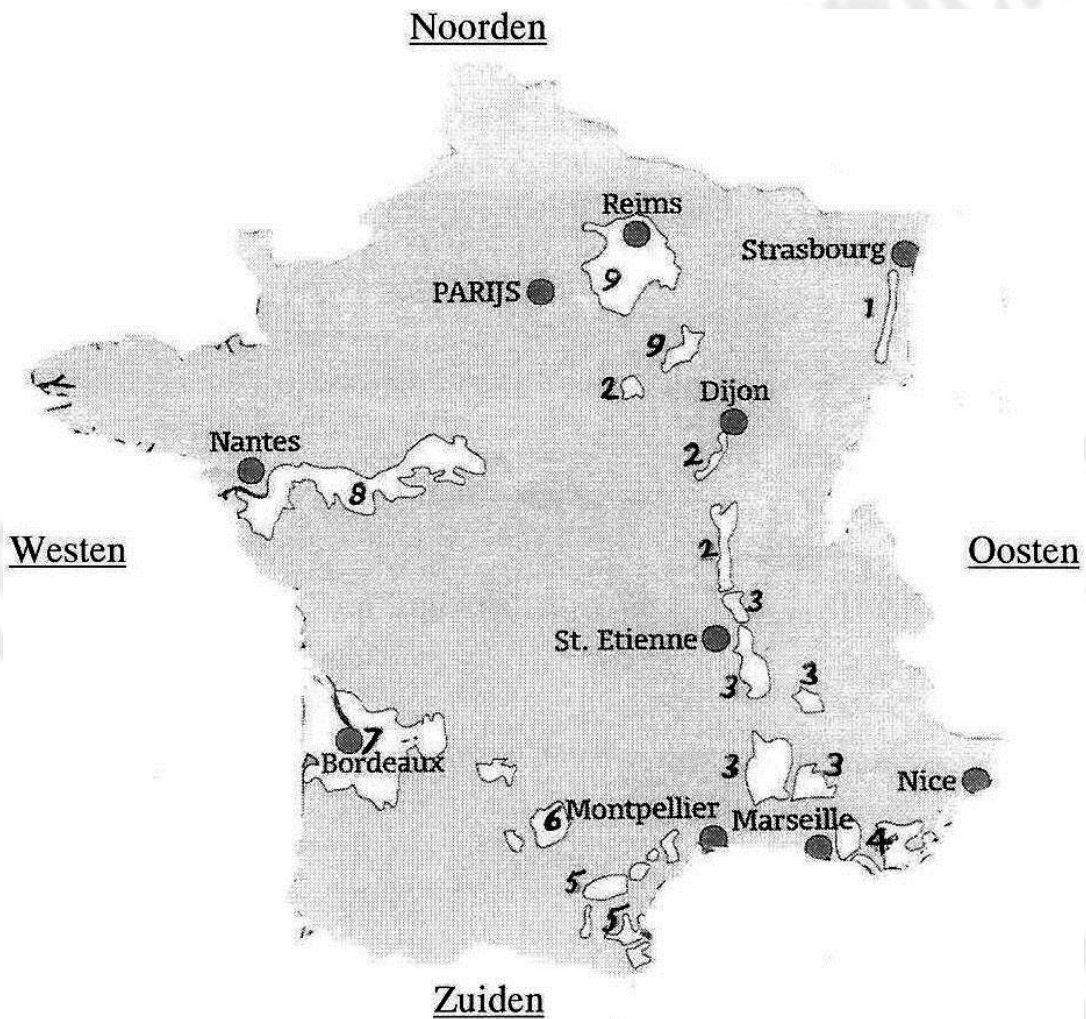 Noorden
Reims
Strasbourg
9
PARIJS
1
9
2
Dijon
Nantes
2
8
Westen
2
Oosten
3
St. Etienne
3
3
7
Bordeaux
3
3
Nice
6
Montpellier
Marseille
4
5
5
Zuiden